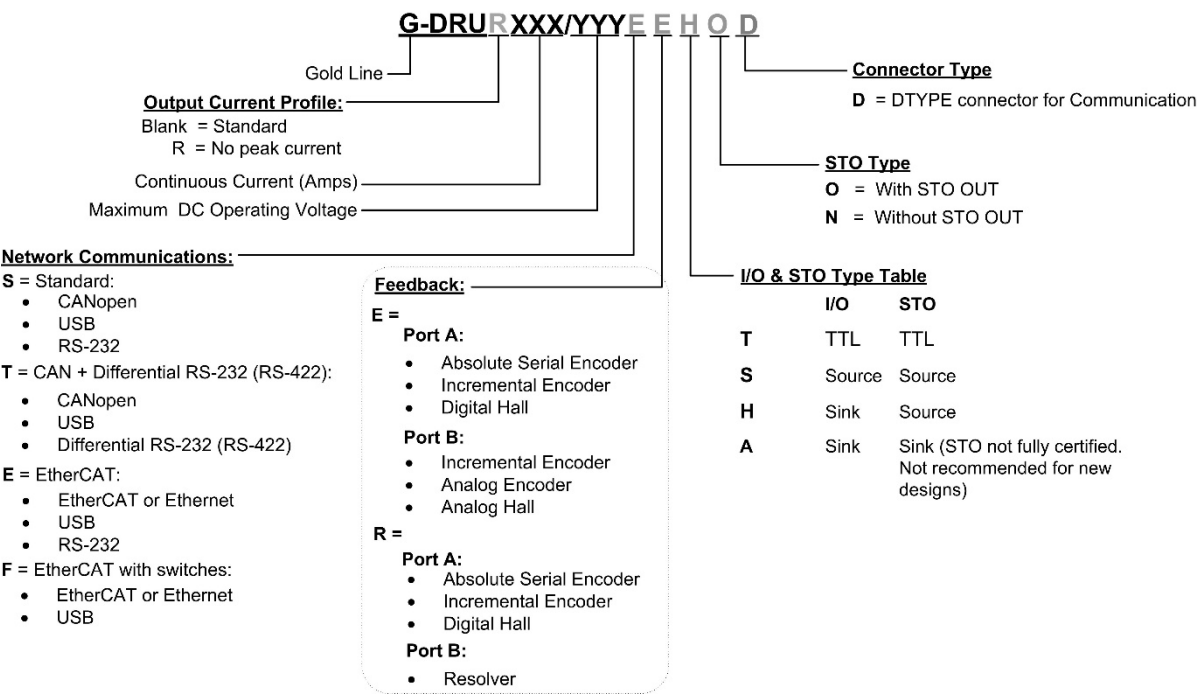 G-DRURXXX/YYYEEHOD
Gold Line
Output Current Profile:
Blank = Standard
R = No peak current
Continuous Current (Amps)
Maximum DC Operating Voltage
Network Communications:
S = Standard:
• CANopen
• USB
• RS-232
T = CAN + Differential RS-232 (RS-422):
• CANopen
• USB
• Differential RS-232 (RS-422)
E = EtherCAT:
• EtherCAT or Ethernet
• USB
• RS-232
F = EtherCAT with switches:
• EtherCAT or Ethernet
• USB
Feedback:
E =
Port A:
• Absolute Serial Encoder
• Incremental Encoder
• Digital Hall
Port B:
• Incremental Encoder
• Analog Encoder
• Analog Hall
R =
Port A:
• Absolute Serial Encoder
• Incremental Encoder
• Digital Hall
Port B:
• Resolver
Connector Type
D = DTYPE connector for Communication
STO Type
O = With STO OUT
N = Without STO OUT
I/O & STO Type Table
I/O STO
T TTL TTL
S Source Source
H Sink Source
A Sink Sink (STO not fully certified.
Not recommended for new
designs)